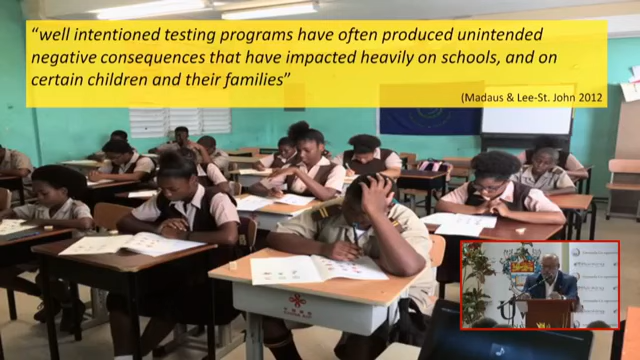 “well intentioned testing programs have often produced unintended
negative consequences that have impacted heavily on schools, and on
certain children and their families”
(Madaus & Lee-St. John 2012